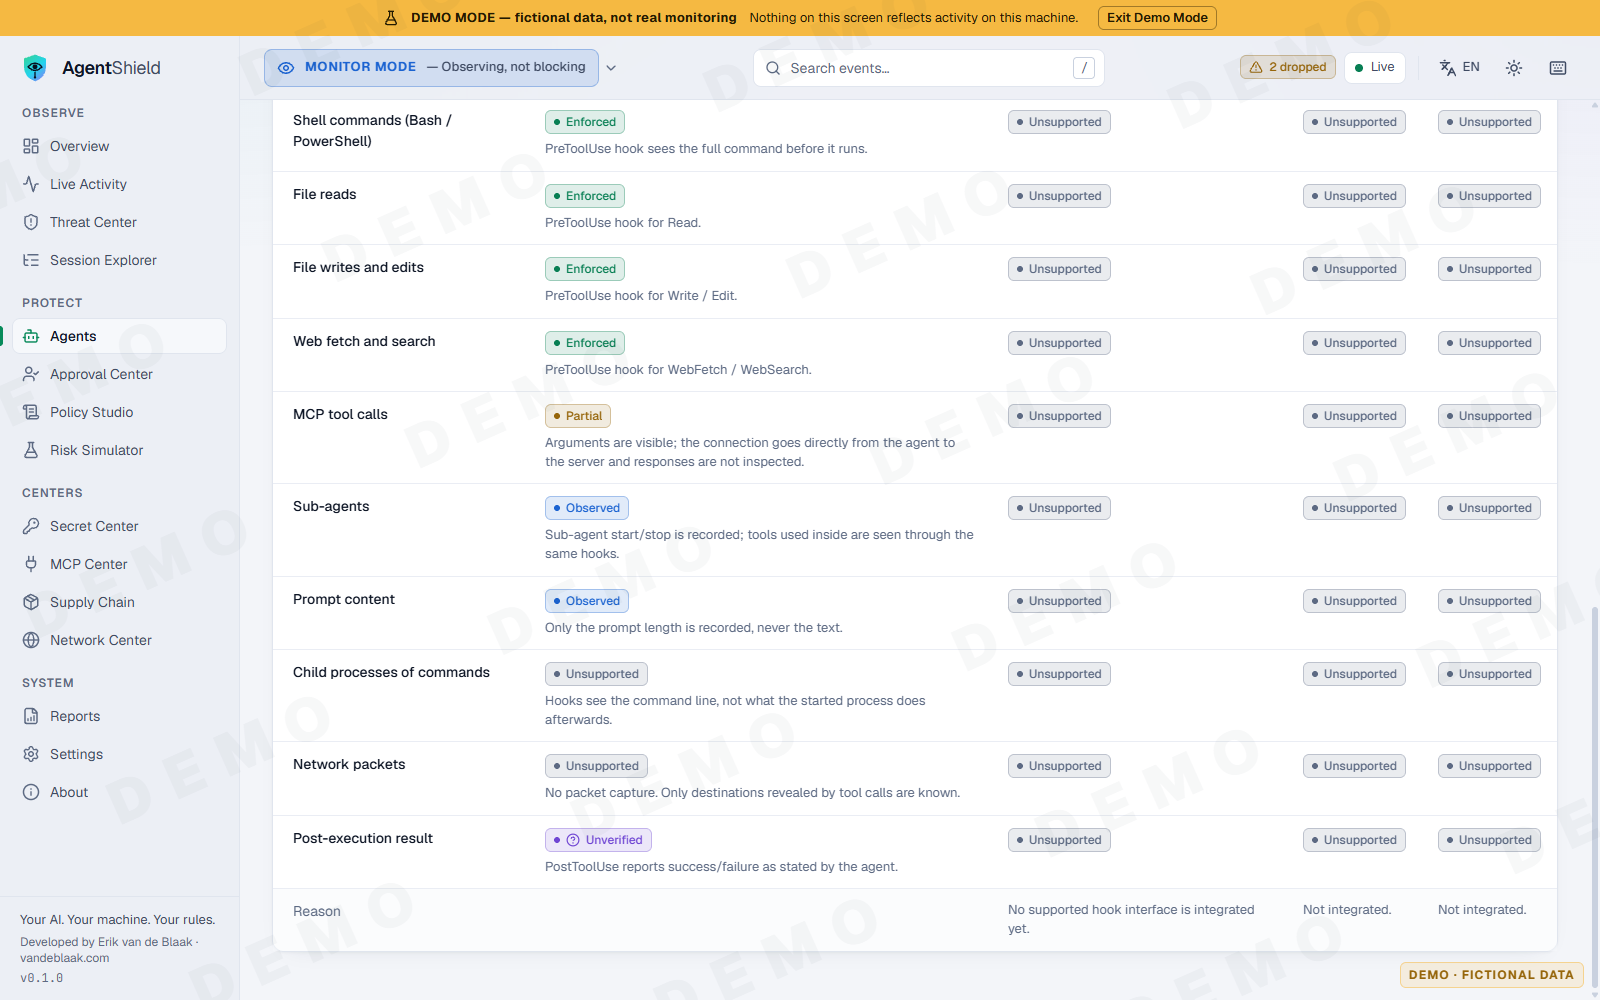 DEMO MODE — fictional data, not real monitoring Nothing on this screen reflects activity on this machine. Exit Demo Mode
AgentShield
MONITOR MODE — Observing, not blocking
Search events... /
2 dropped
Live
EN
OBSERVE
Overview
Live Activity
Threat Center
Session Explorer
PROTECT
Agents
Approval Center
Policy Studio
Risk Simulator
CENTERS
Secret Center
MCP Center
Supply Chain
Network Center
SYSTEM
Reports
Settings
About
Your AI. Your machine. Your rules.
Developed by Erik van de Blaak ·
vandeblaak.com
v0.1.0
Shell commands (Bash /
PowerShell)
Enforced
PreToolUse hook sees the full command before it runs.
Unsupported Unsupported Unsupported
File reads
Enforced
PreToolUse hook for Read.
Unsupported Unsupported Unsupported
File writes and edits
Enforced
PreToolUse hook for Write / Edit.
Unsupported Unsupported Unsupported
Web fetch and search
Enforced
PreToolUse hook for WebFetch / WebSearch.
Unsupported Unsupported Unsupported
MCP tool calls
Partial
Arguments are visible; the connection goes directly from the agent to
the server and responses are not inspected.
Unsupported Unsupported Unsupported
Sub-agents
Observed
Sub-agent start/stop is recorded; tools used inside are seen through the
same hooks.
Unsupported Unsupported Unsupported
Prompt content
Observed
Only the prompt length is recorded, never the text.
Unsupported Unsupported Unsupported
Child processes of commands
Unsupported
Hooks see the command line, not what the started process does
afterwards.
Unsupported Unsupported Unsupported
Network packets
Unsupported
No packet capture. Only destinations revealed by tool calls are known.
Unsupported Unsupported Unsupported
Post-execution result
Unverified
PostToolUse reports success/failure as stated by the agent.
Unsupported Unsupported Unsupported
Reason
No supported hook interface is integrated
yet.
Not integrated.
Not integrated.
DEMO · FICTIONAL DATA
DEMO